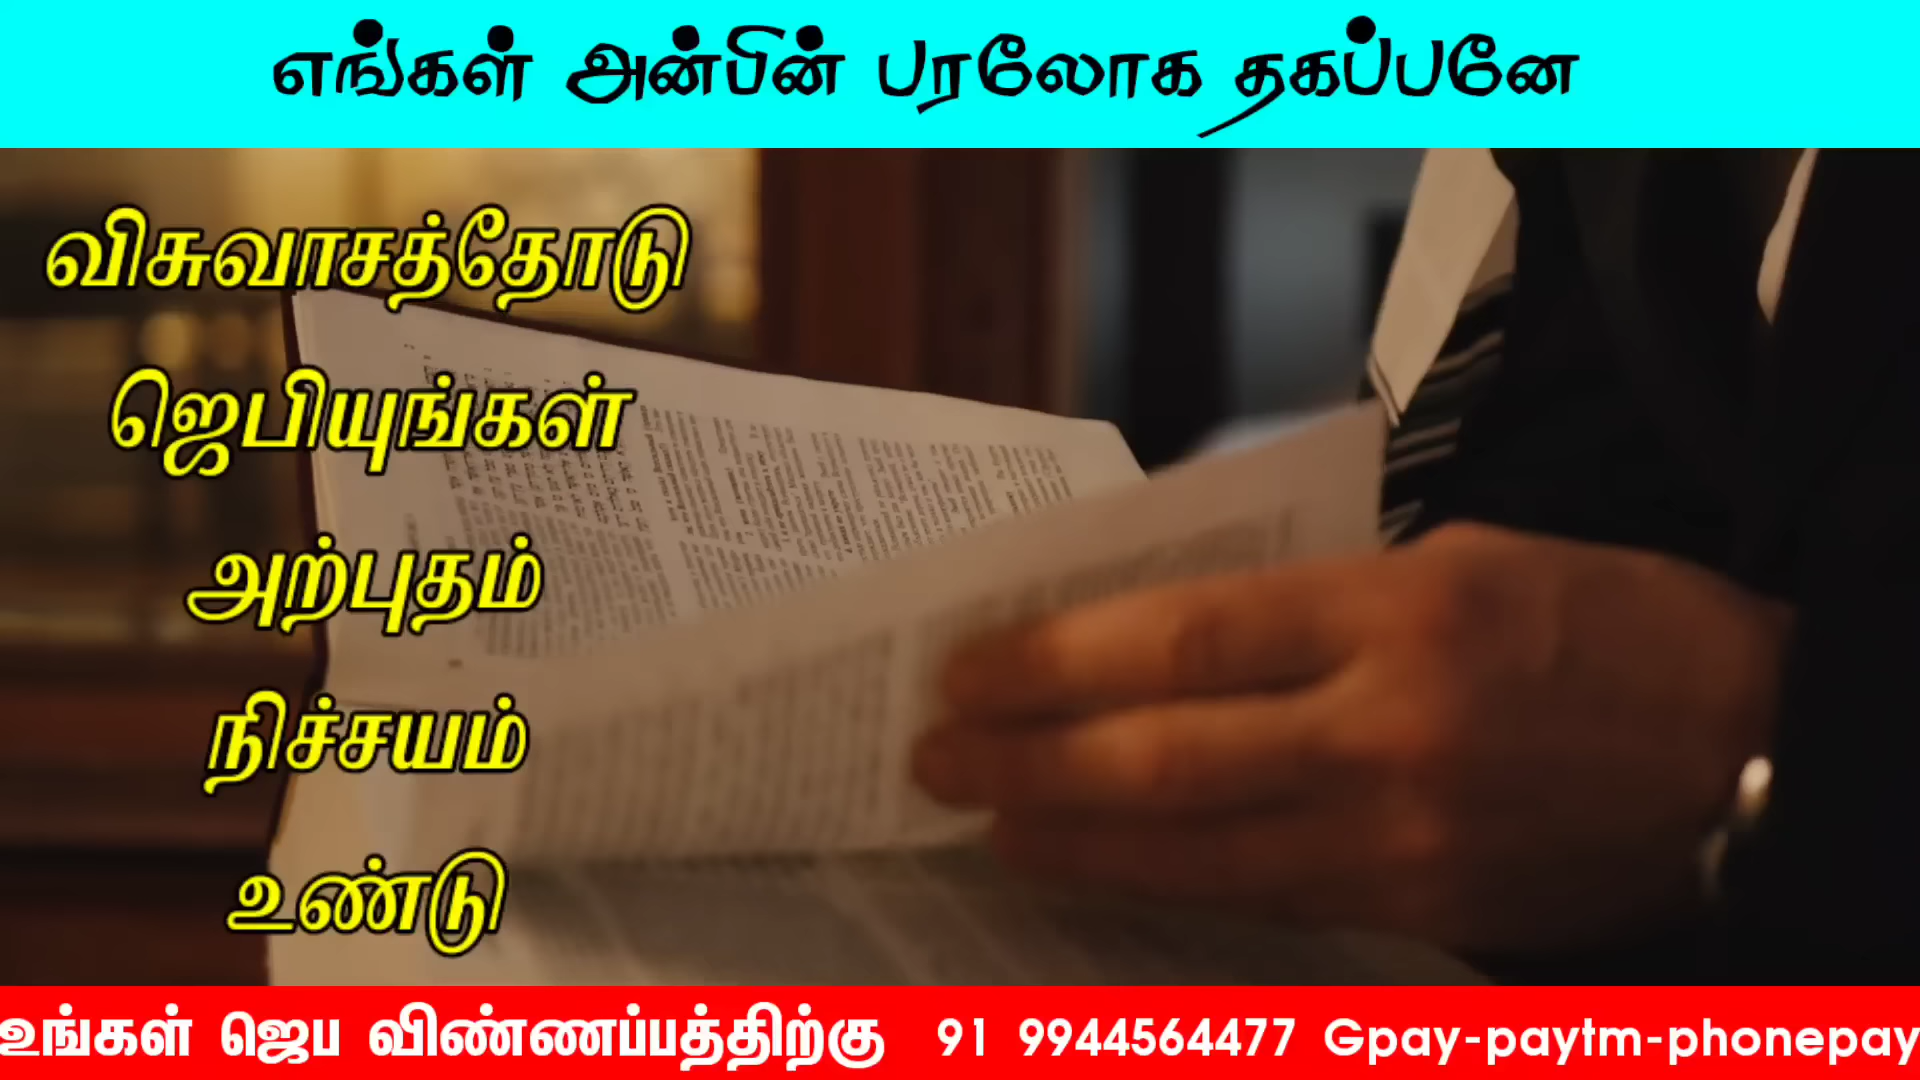 எங்கள் அன்பின் பரலோக தகப்பனே
விசுவாசத்தோடு
ஜெபியுங்கள்
அற்புதம்
நிச்சயம்
உண்டு
உங்கள் ஜெப விண்ணப்பத்திற்கு 91 9944564477 Gpay-paytm-phonepay